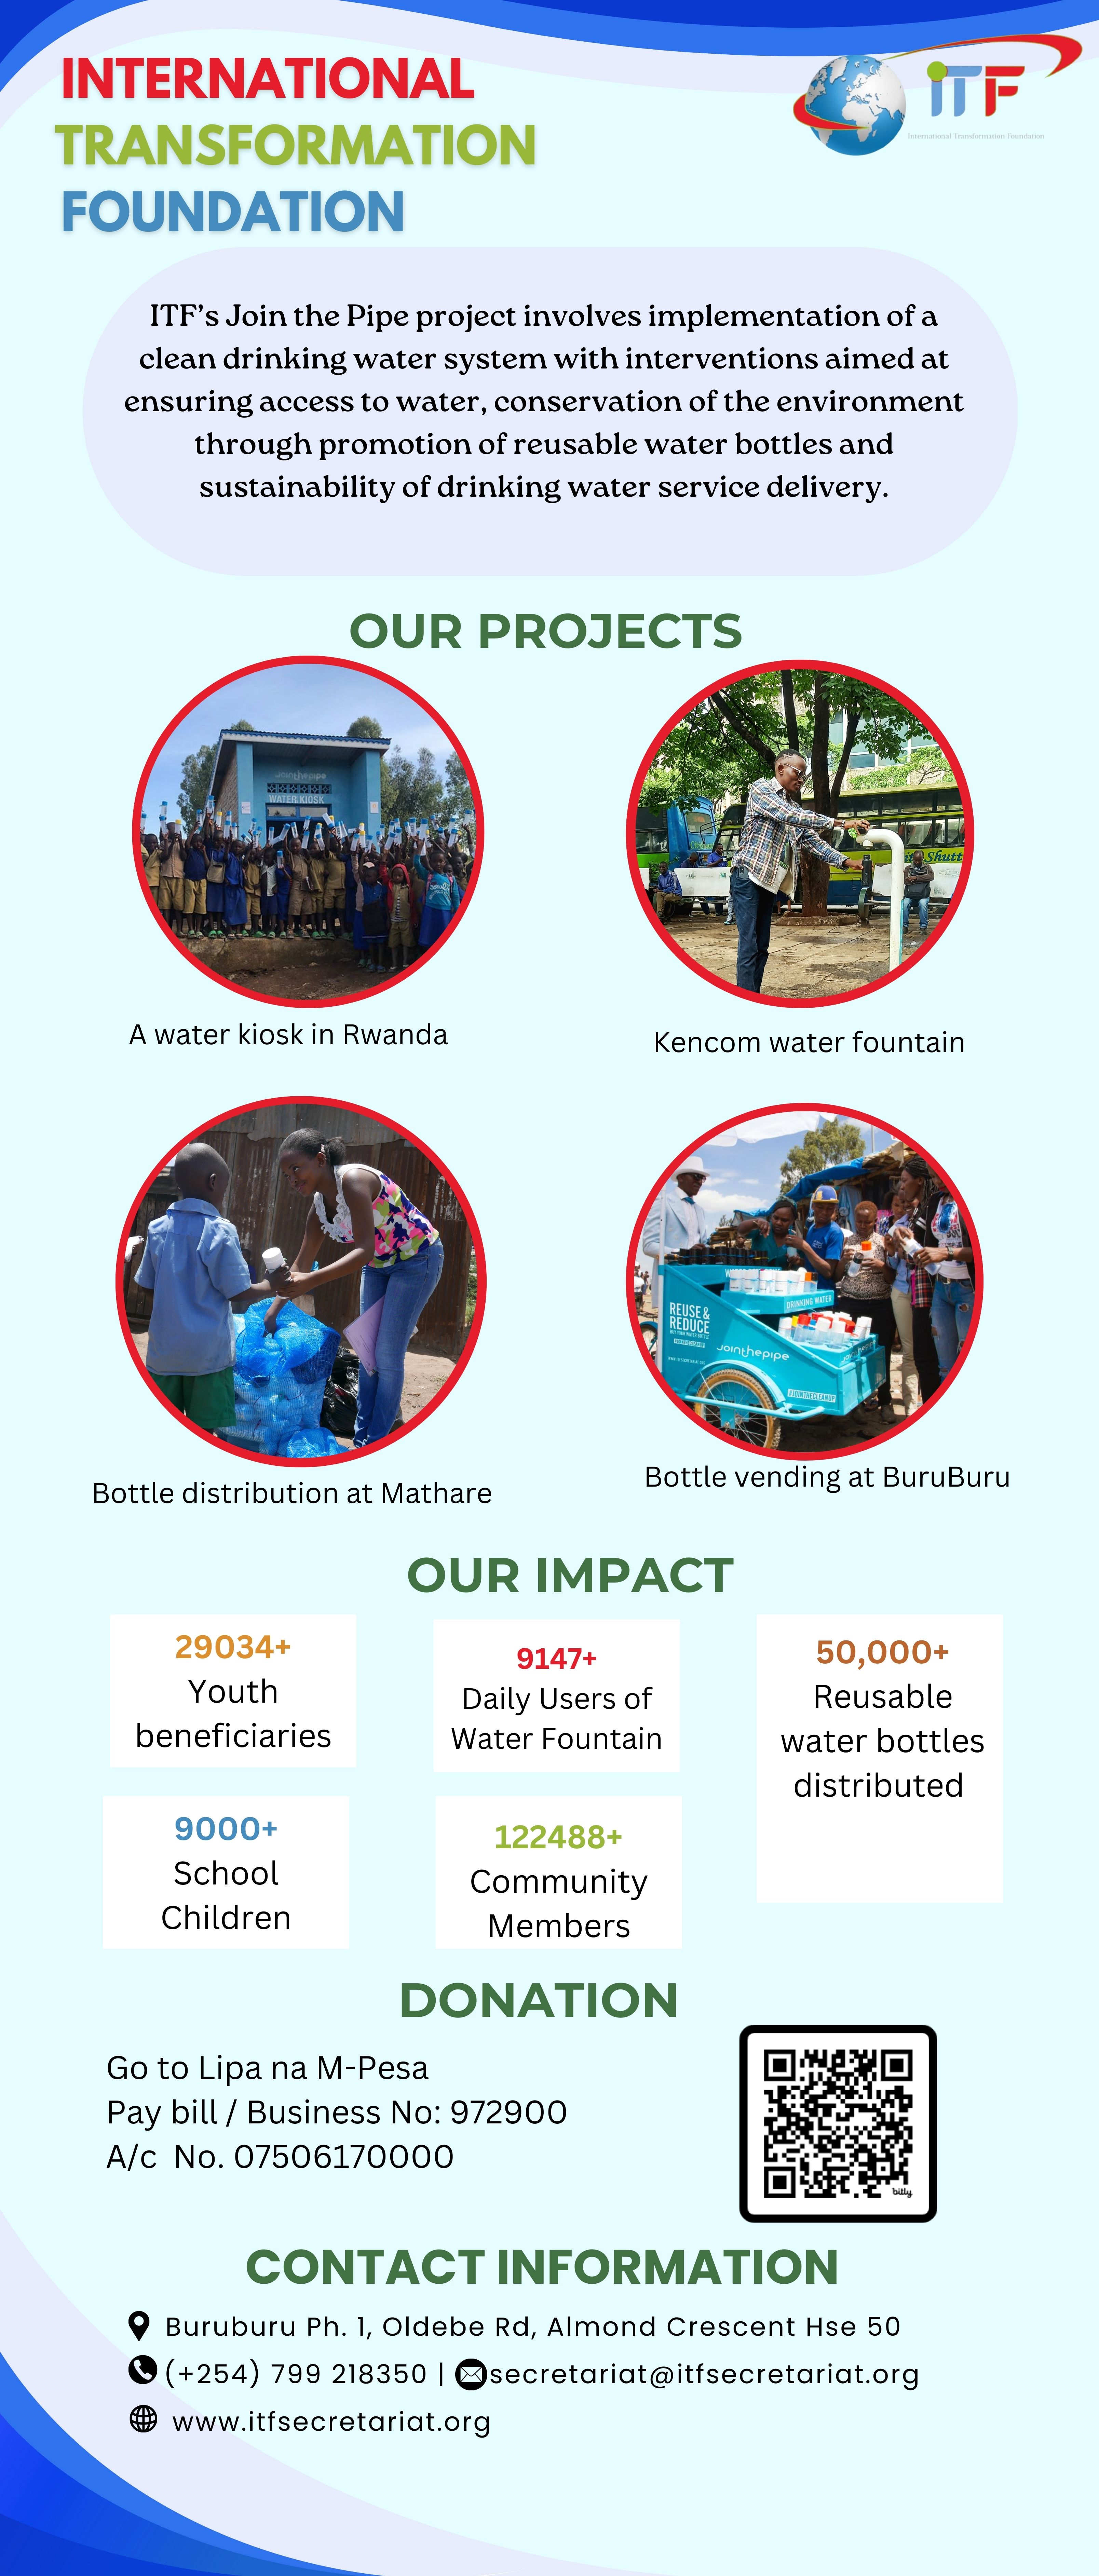 INTERNATIONAL
TRANSFORMATION
FOUNDATION
iTF
International Transformation Foundation
ITF's Join the Pipe project involves implementation of a
clean drinking water system with interventions aimed at
ensuring access to water, conservation of the environment
through promotion of reusable water bottles and
sustainability of drinking water service delivery.
OUR PROJECTS
Jointhepipe
WATER KIOSK
Shutt
A water kiosk in Rwanda
Kencom water fountain
DRINKING WATER
REUSE &
REDUCE
Jointhepipe
#JOINTHECLEANUP
Bottle distribution at Mathare
Bottle vending at BuruBuru
OUR IMPACT
29034+
Youth
beneficiaries
9147+
Daily Users of
Water Fountain
50,000+
Reusable
water bottles
distributed
9000+
School
Children
122488+
Community
Members
DONATION
Go to Lipa na M-Pesa
Pay bill / Business No: 972900
A/c No. 07506170000
bitly
CONTACT INFORMATION
Buruburu Ph. 1, Oldebe Rd, Almond Crescent Hse 50
(+254) 799 218350 | secretariat@itfsecretariat.org
www.itfsecretariat.org